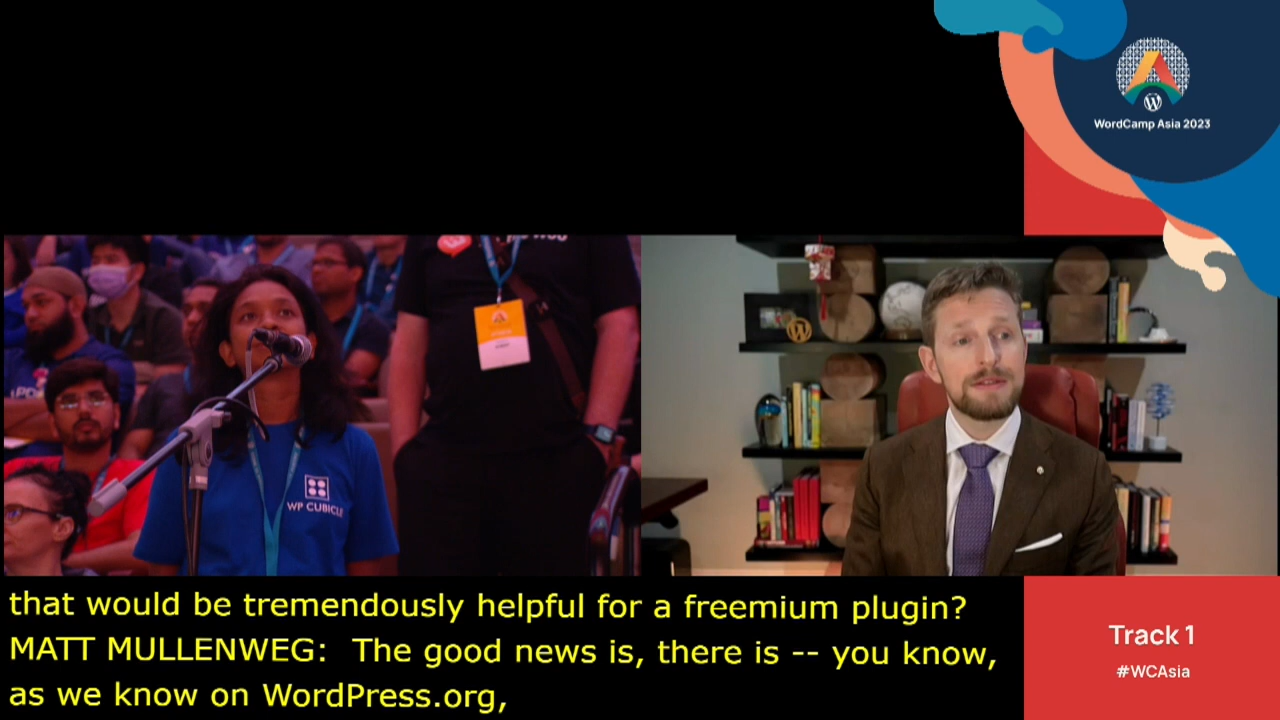 WordCamp Asia 2023
WP CUBICLE
that would be tremendously helpful for a freemium plugin?
MATT MULLENWEG:  The good news is, there is -- you know,
as we know on WordPress.org,
Track 1
#WCAsia